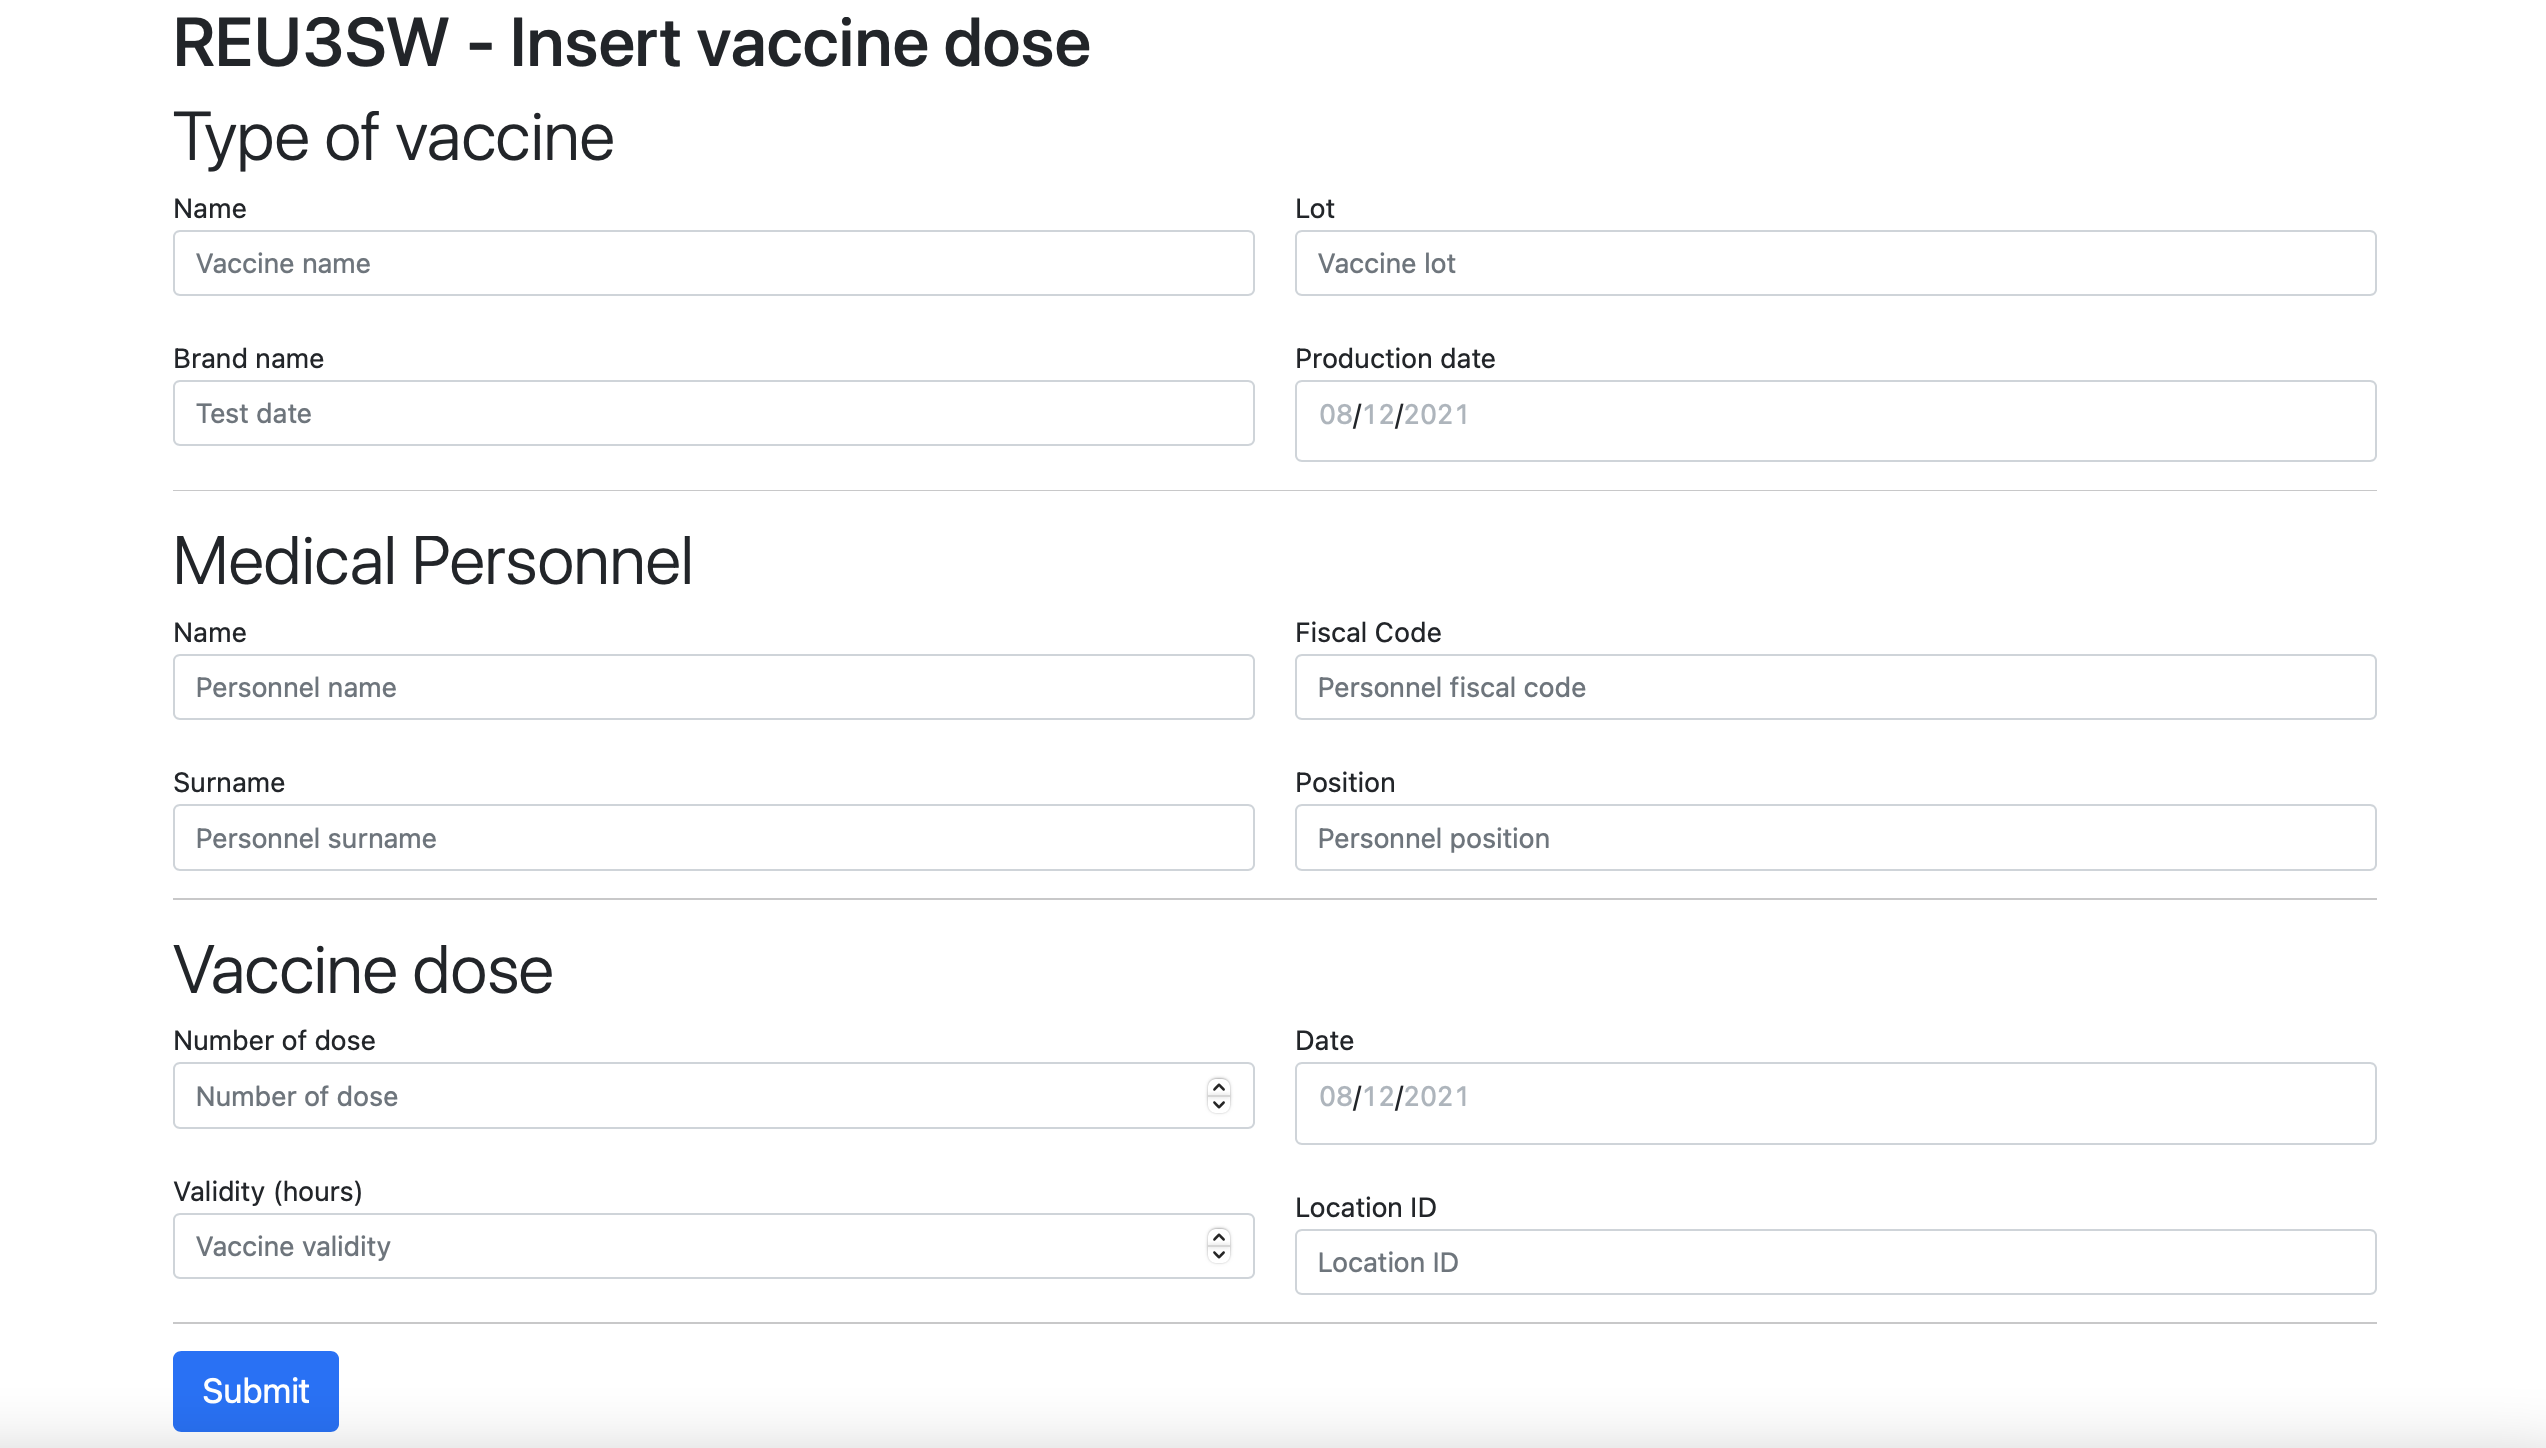 REU3SW - Insert vaccine dose
Type of vaccine
Name
Lot
Vaccine name
Vaccine lot
Brand name
Production date
Test date
08/12/2021
Medical Personnel
Name
Fiscal Code
Personnel name
Personnel fiscal code
Surname
Position
Personnel surname
Personnel position
Vaccine dose
Number of dose
Date
Number of dose
08/12/2021
Validity (hours)
Location ID
Vaccine validity
Location ID
Submit